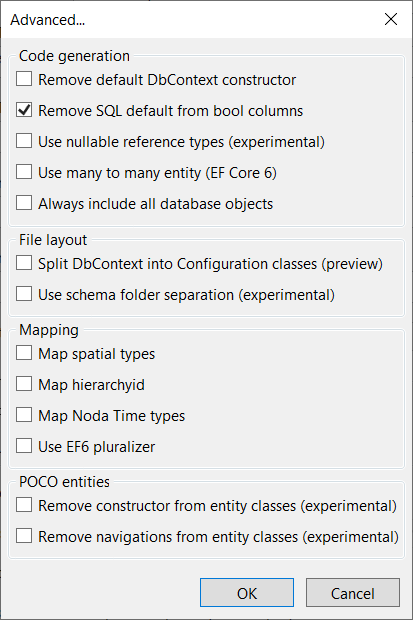 Advanced...
Code generation
Remove default DbContext constructor
Remove SQL default from bool columns
Use nullable reference types (experimental)
Use many to many entity (EF Core 6)
Always include all database objects
File layout
Split DbContext into Configuration classes (preview)
Use schema folder separation (experimental)
Mapping
Map spatial types
Map hierarchyid
Map Noda Time types
Use EF6 pluralizer
POCO entities
Remove constructor from entity classes (experimental)
Remove navigations from entity classes (experimental)
OK Cancel